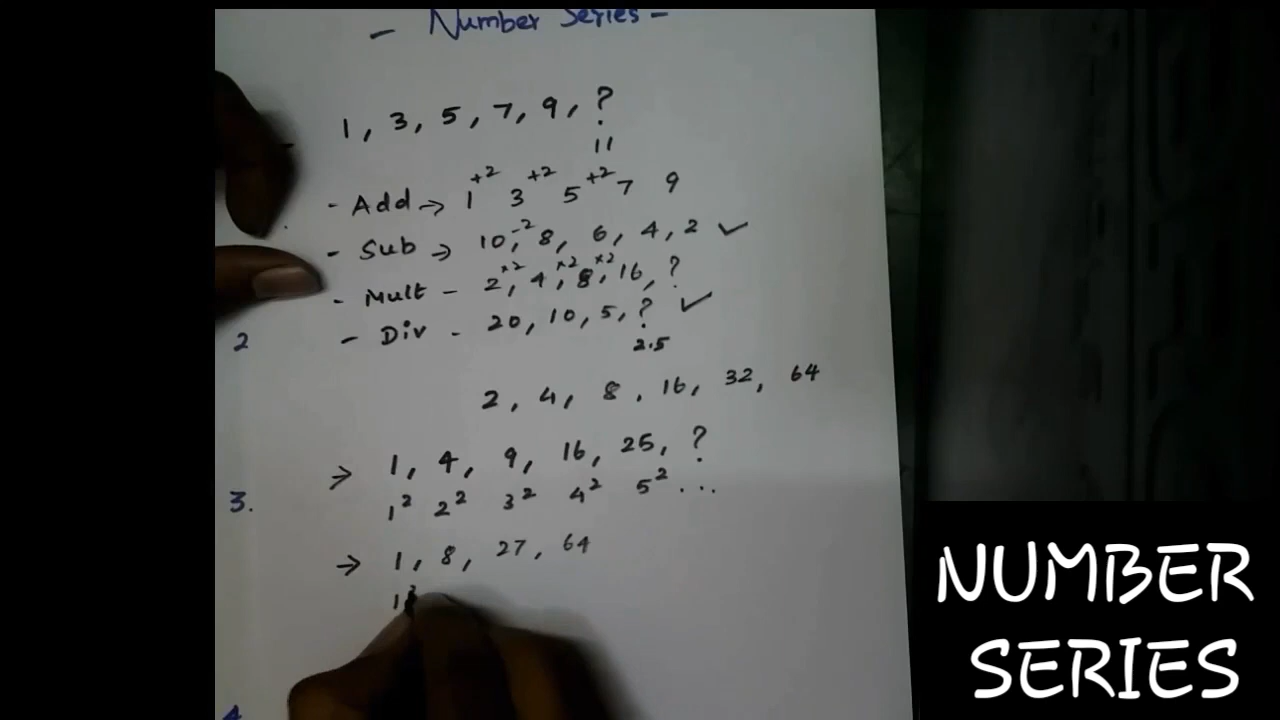 - Number Series -
1, 3, 5, 7, 9, ?
11
+2 +2 +2
- Add → 1 3 5 7 9
-2
- Sub → 10, 8, 6, 4, 2 ✓
×2 ×2 ×2
- Mult - 2, 4, 8, 16, ?
- Div - 20, 10, 5, ? ✓
2
2.5
2, 4, 8, 16, 32, 64
→ 1, 4, 9, 16, 25, ?
3.
1² 2² 3² 4² 5² ...
→ 1, 8, 27, 64
1³
NUMBER
SERIES